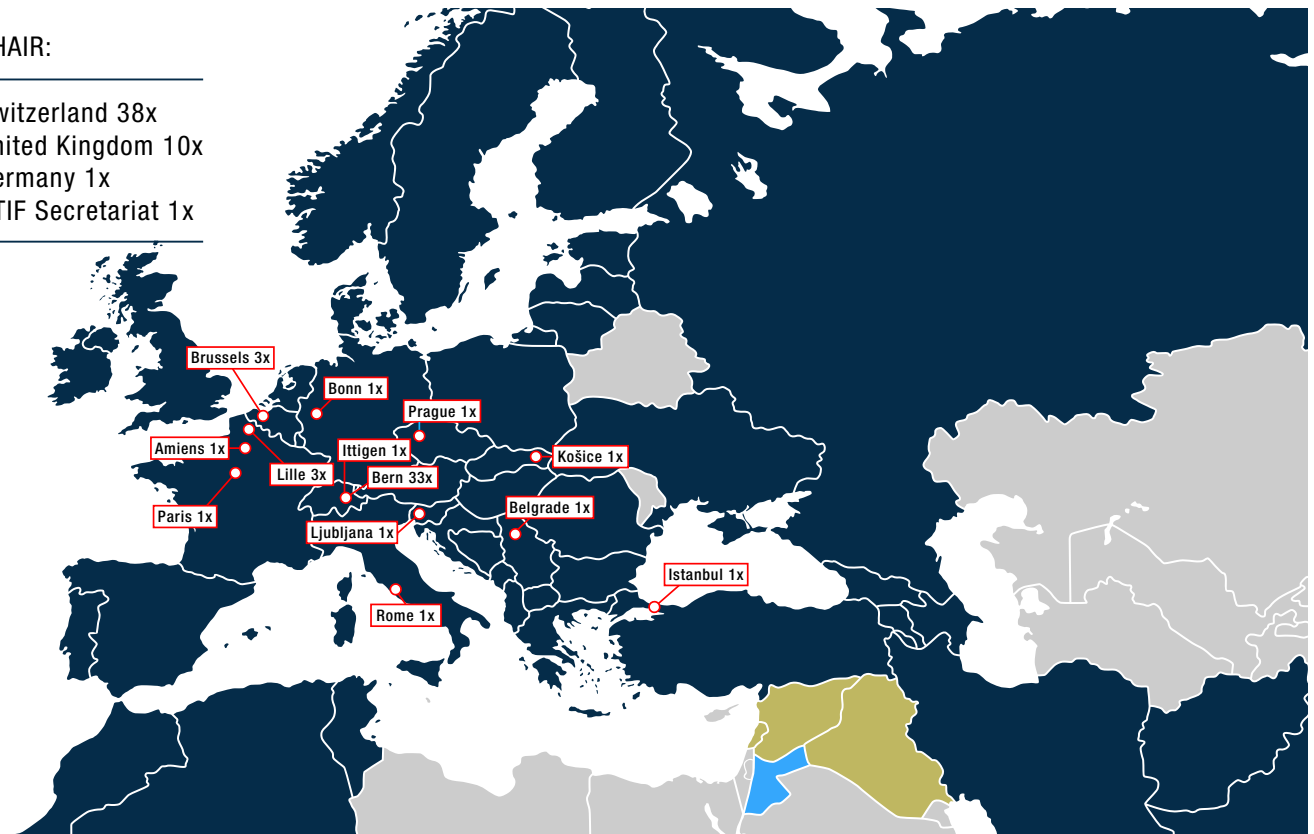 HAIR:
witzerland 38x
nited Kingdom 10x
ermany 1x
TIF Secretariat 1x
Brussels 3x
Bonn 1x
Prague 1x
Amiens 1x
Ittigen 1x
Košice 1x
Lille 3x
Bern 33x
Paris 1x
Belgrade 1x
Ljubljana 1x
Istanbul 1x
Rome 1x